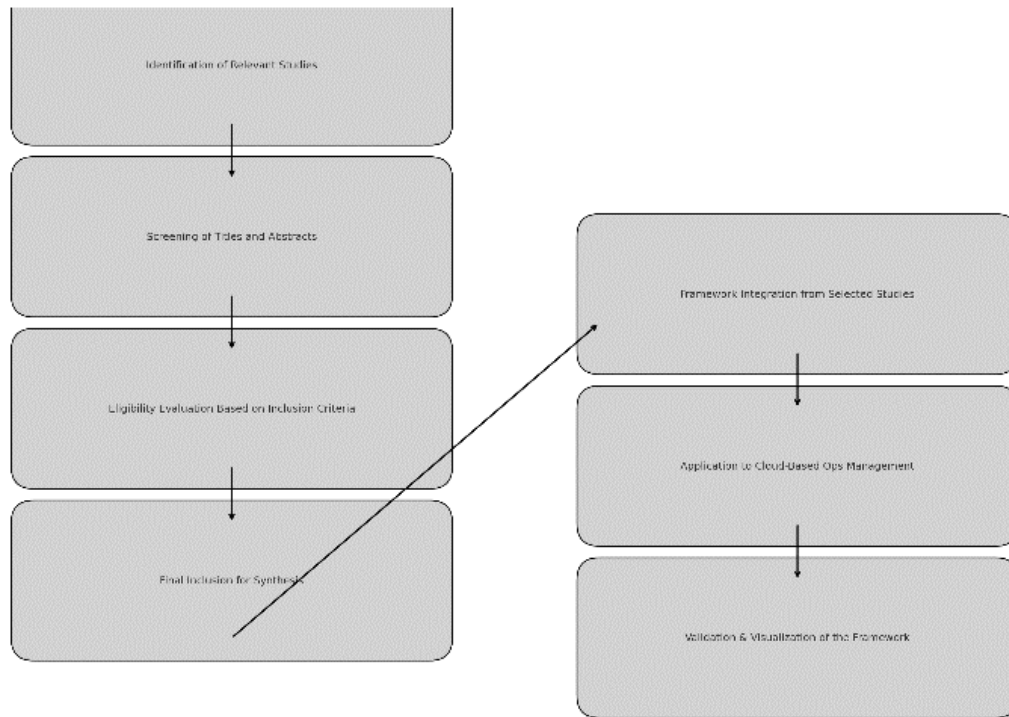 Identification of Relevant Studies
Screening of Titles and Abstracts
Eligibility Evaluation Based on Inclusion Criteria
Final Inclusion for Synthesis
Framework Integration from Selected Studies
Application to Cloud-Based Ops Management
Validation & Visualization of the Framework